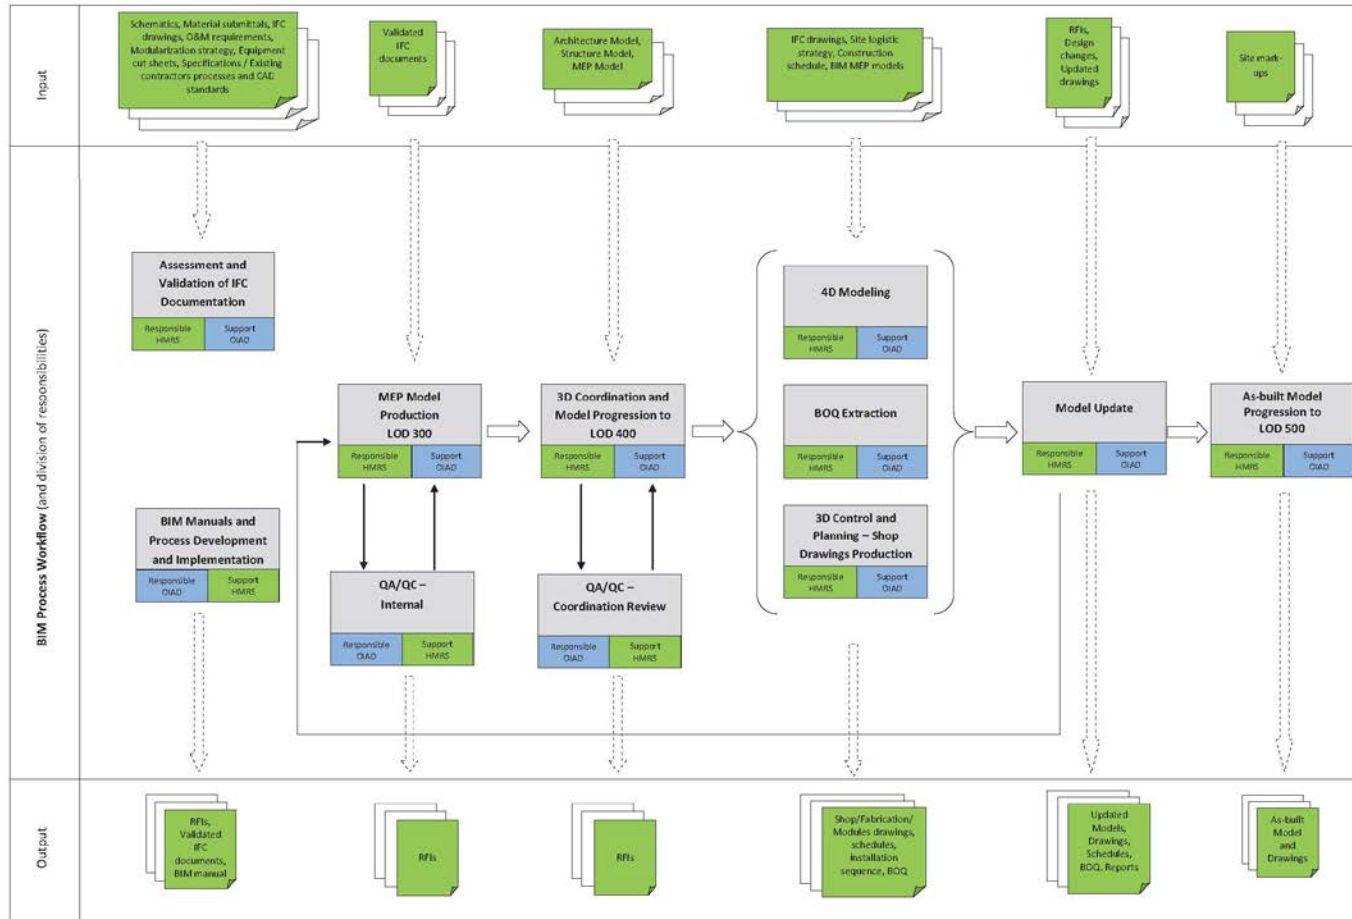 Input
Schematics, Material submittals, IFC
drawings, O&M requirements,
Modularization strategy, Equipment
cut sheets, Specifications / Existing
contractors processes and CAD
standards
Validated
IFC
documents
Architecture Model,
Structure Model,
MEP Model
IFC drawings, Site logistic
strategy, Construction
schedule, BIM MEP models
RFIs,
Design
changes,
Updated
drawings
Site mark-
ups
BIM Process Workflow (and division of responsibilities)
Assessment and
Validation of IFC
Documentation
Responsible
HMRS
Support
OIAD
BIM Manuals and
Process Development
and Implementation
Responsible
OIAD
Support
HMRS
MEP Model
Production
LOD 300
Responsible
HMRS
Support
OIAD
QA/QC –
Internal
Responsible
OIAD
Support
HMRS
3D Coordination and
Model Progression to
LOD 400
Responsible
HMRS
Support
OIAD
QA/QC –
Coordination Review
Responsible
OIAD
Support
HMRS
4D Modeling
Responsible
HMRS
Support
OIAD
BOQ Extraction
Responsible
HMRS
Support
OIAD
3D Control and
Planning – Shop
Drawings Production
Responsible
HMRS
Support
OIAD
Model Update
Responsible
HMRS
Support
OIAD
As-built Model
Progression to
LOD 500
Responsible
HMRS
Support
OIAD
Output
RFIs,
Validated
IFC
documents,
BIM manual
RFIs
RFIs
Shop/Fabrication/
Modules drawings,
schedules,
installation
sequence, BOQ
Updated
Models,
Drawings,
Schedules,
BOQ, Reports
As-built
Model
and
Drawings